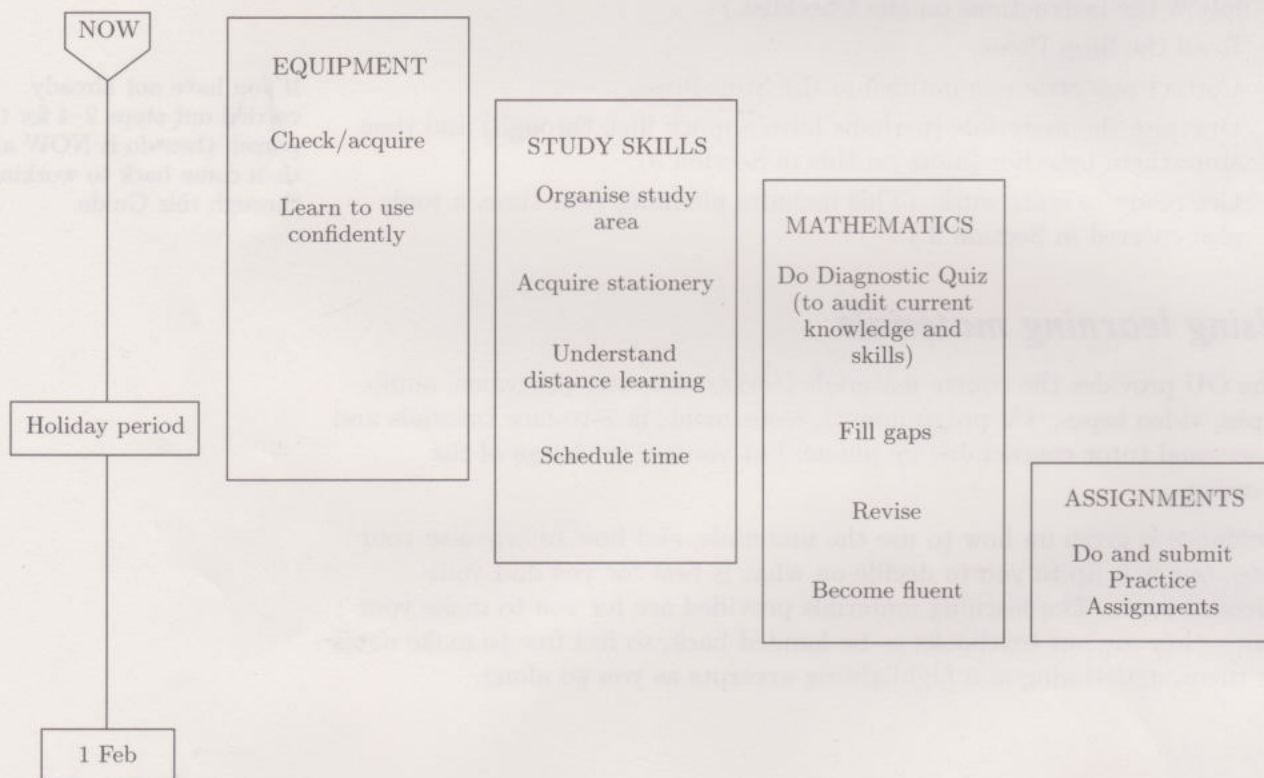 NOW
EQUIPMENT
Check/acquire
Learn to use
confidently
STUDY SKILLS
Organise study
area
Acquire stationery
Understand
distance learning
Schedule time
MATHEMATICS
Do Diagnostic Quiz
(to audit current
knowledge and
skills)
Fill gaps
Revise
Become fluent
ASSIGNMENTS
Do and submit
Practice
Assignments
Holiday period
1 Feb